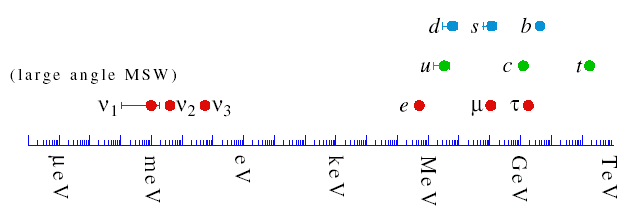 d s b
u c t
(large angle MSW)
ν1 ν2 ν3 e μ τ
μeV meV eV keV MeV GeV TeV